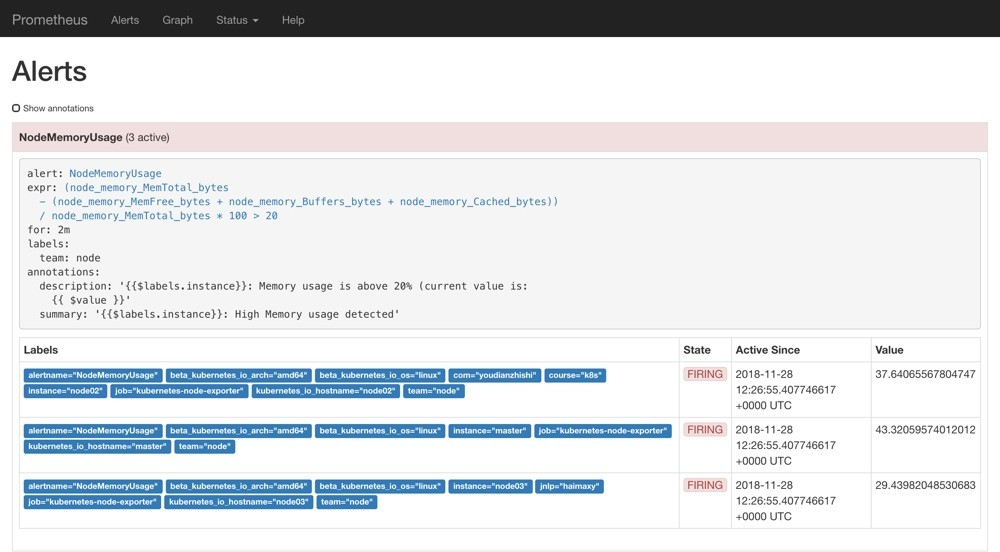 Prometheus Alerts Graph Status Help
Alerts
Show annotations
NodeMemoryUsage (3 active)
alert: NodeMemoryUsage
expr: (node_memory_MemTotal_bytes
- (node_memory_MemFree_bytes + node_memory_Buffers_bytes + node_memory_Cached_bytes))
/ node_memory_MemTotal_bytes * 100 > 20
for: 2m
labels:
team: node
annotations:
description: '{{$labels.instance}}: Memory usage is above 20% (current value is:
{{ $value }}'
summary: '{{$labels.instance}}: High Memory usage detected'
Labels State Active Since Value
alertname="NodeMemoryUsage" beta_kubernetes_io_arch="amd64" beta_kubernetes_io_os="linux" com="youdianzhishi" course="k8s"
instance="node02" job="kubernetes-node-exporter" kubernetes_io_hostname="node02" team="node"
FIRING
2018-11-28
12:26:55.407746617
+0000 UTC
37.64065567804747
alertname="NodeMemoryUsage" beta_kubernetes_io_arch="amd64" beta_kubernetes_io_os="linux" instance="master" job="kubernetes-node-exporter"
kubernetes_io_hostname="master" team="node"
FIRING
2018-11-28
12:26:55.407746617
+0000 UTC
43.32059574012012
alertname="NodeMemoryUsage" beta_kubernetes_io_arch="amd64" beta_kubernetes_io_os="linux" instance="node03" jnlp="haimaxy"
job="kubernetes-node-exporter" kubernetes_io_hostname="node03" team="node"
FIRING
2018-11-28
12:26:55.407746617
+0000 UTC
29.43982048530683